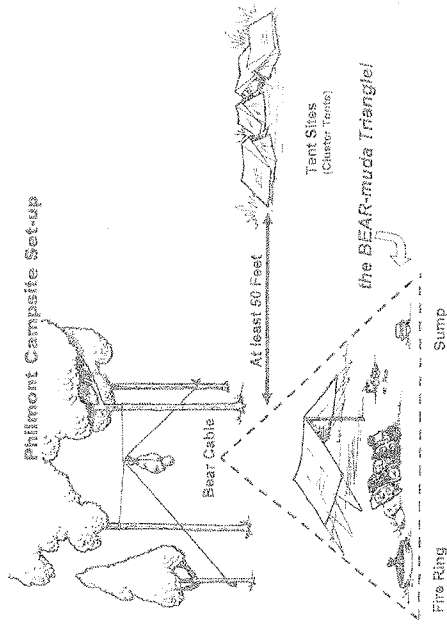 Philmont Campsite Set-up
Bear Cable
At least 50 Feet
Tent Sites
(Cluster Tents)
the BEAR-muda Triangle!
Fire Ring
Sump